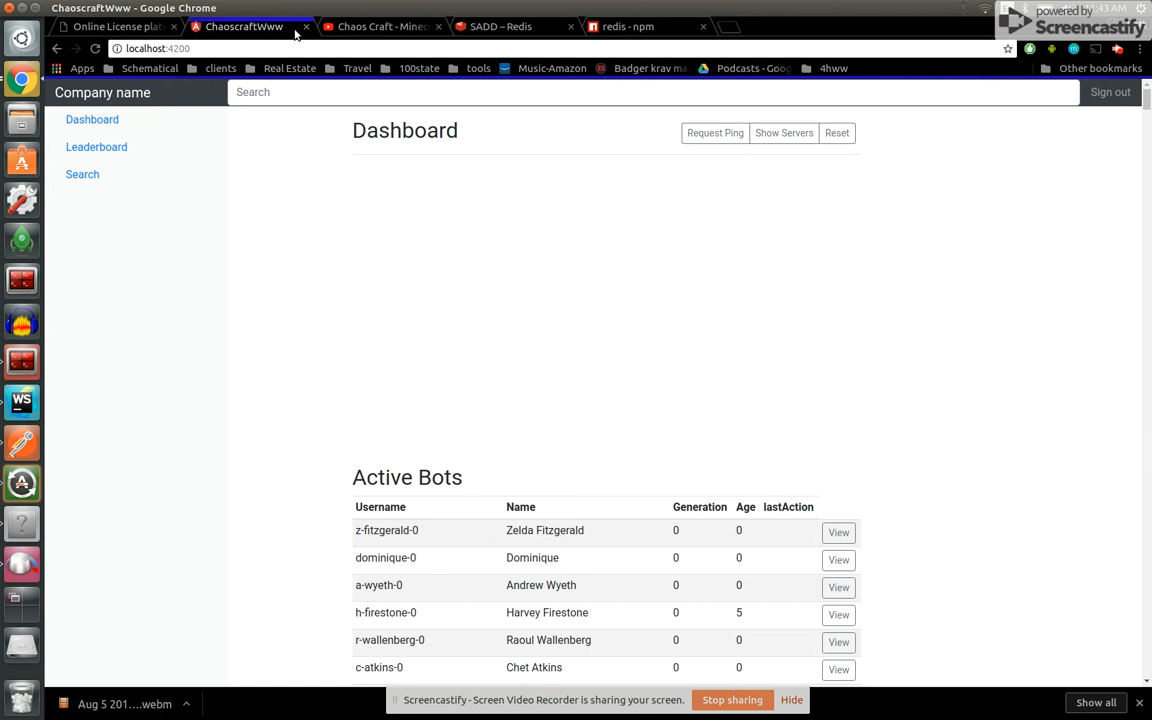 ChaoscraftWww - Google Chrome
:43 AM
Online License plat
ChaoscraftWww
Chaos Craft - Minec
SADD – Redis
redis - npm
powered by
Screencastify
localhost:4200
Apps
Schematical
clients
Real Estate
Travel
100state
tools
Music-Amazon
Badger krav ma
Podcasts - Goog
4hww
Other bookmarks
Company name
Search
Sign out
Dashboard
Leaderboard
Search
Dashboard
Request Ping
Show Servers
Reset
Active Bots
Username Name Generation Age lastAction
z-fitzgerald-0 Zelda Fitzgerald 0 0 View
dominique-0 Dominique 0 0 View
a-wyeth-0 Andrew Wyeth 0 0 View
h-firestone-0 Harvey Firestone 0 5 View
r-wallenberg-0 Raoul Wallenberg 0 0 View
c-atkins-0 Chet Atkins 0 0 View
WS
Aug 5 201....webm
Screencastify - Screen Video Recorder is sharing your screen.
Stop sharing
Hide
Show all